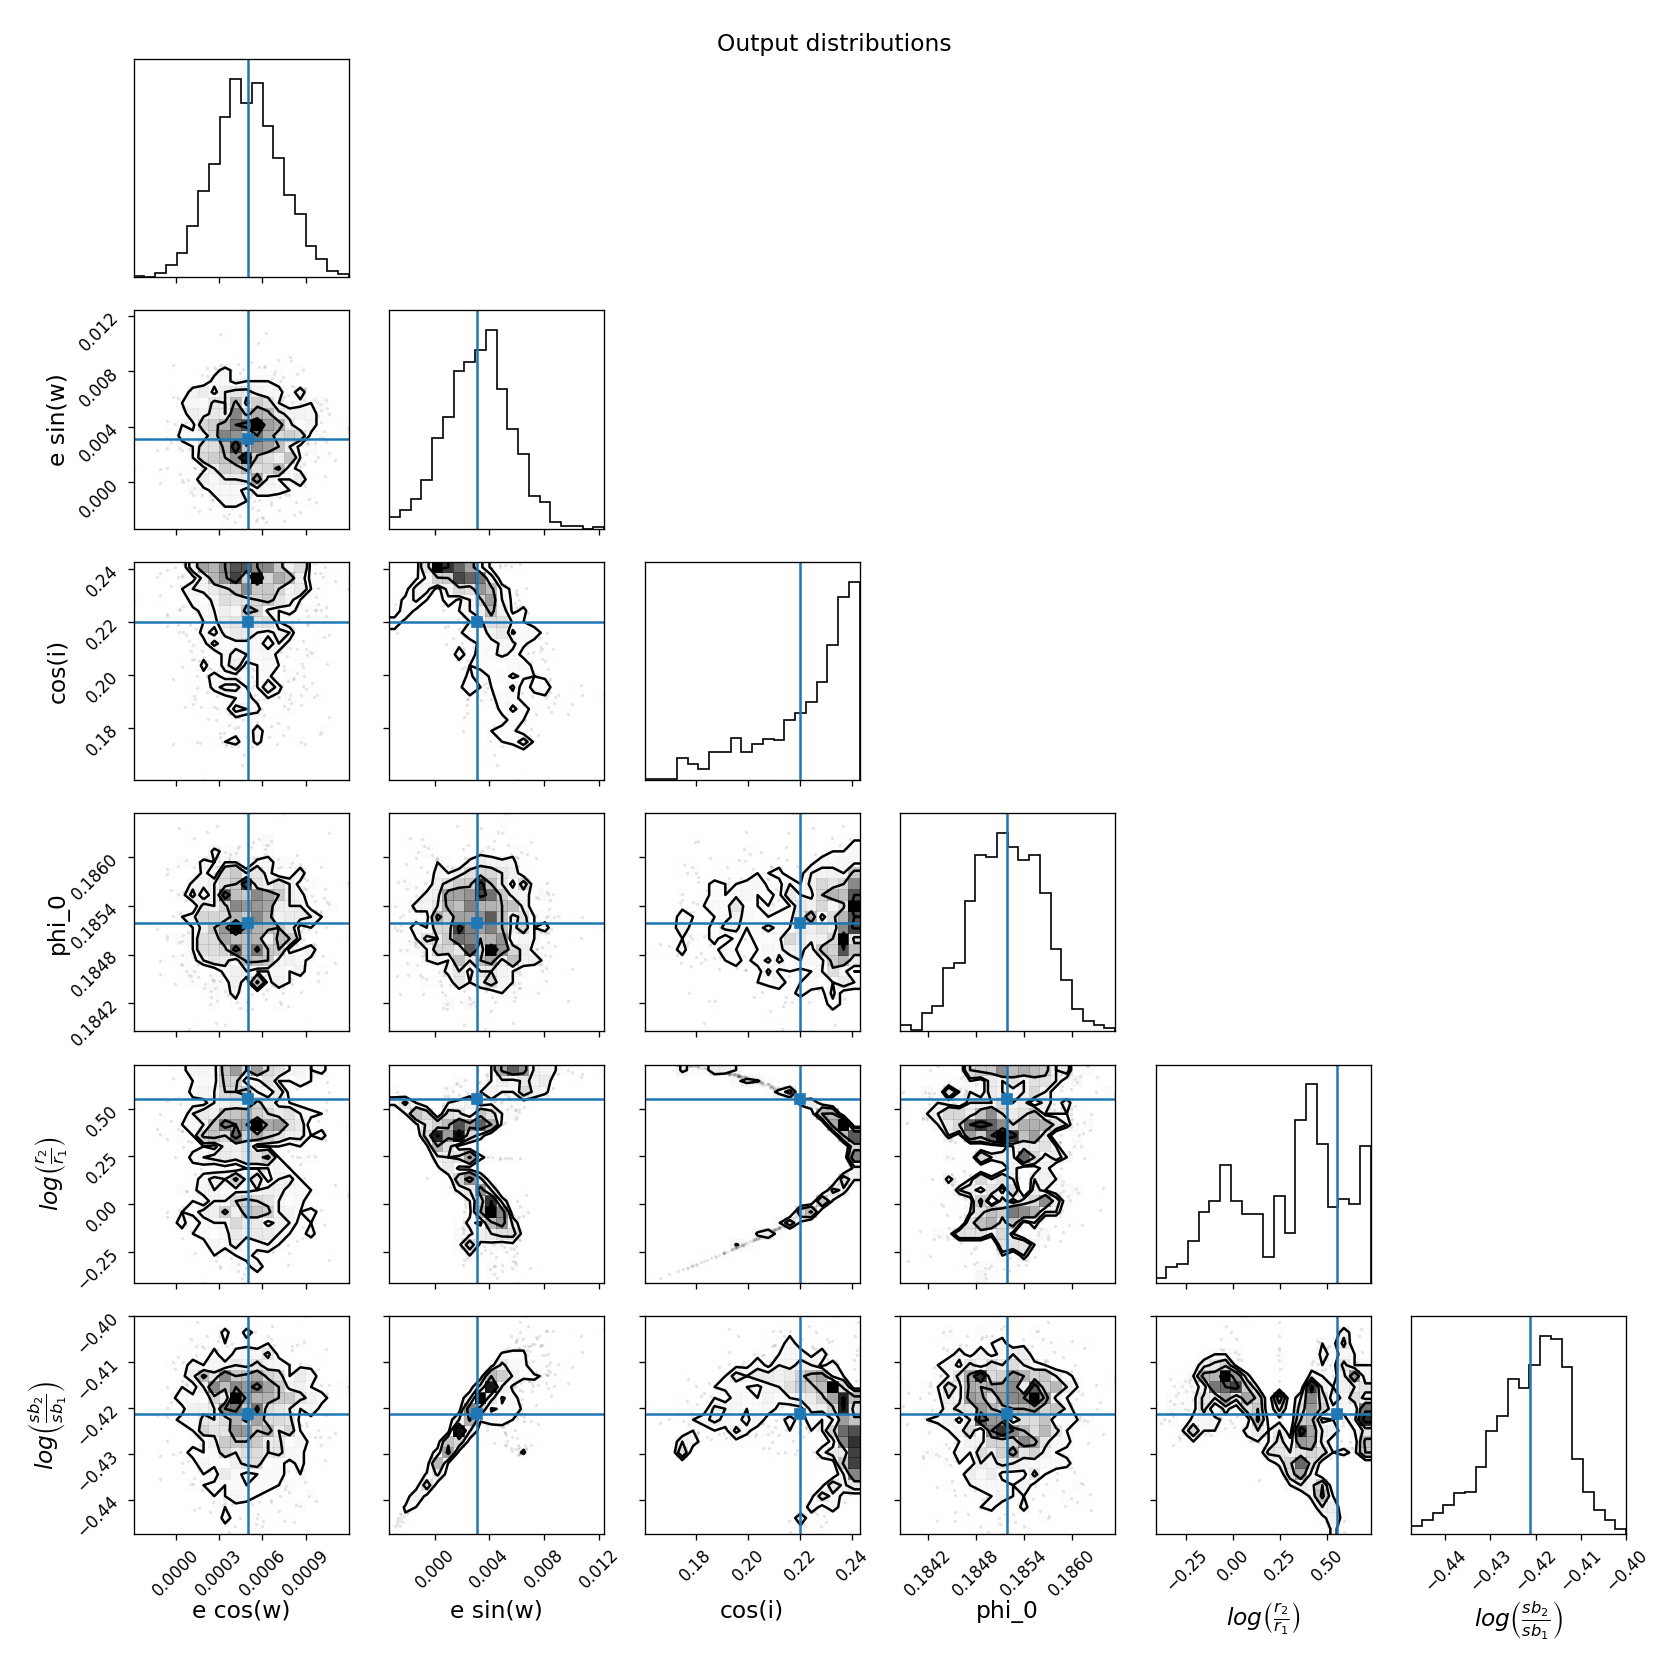 Output distributions
0.012
0.008
0.004
0.000
e sin(w)
0.24
0.22
0.20
0.18
cos(i)
0.1860
0.1854
0.1848
0.1842
phi_0
0.50
0.25
0.00
−0.25
log(r₂/r₁)
−0.40
−0.41
−0.42
−0.43
−0.44
log(sb₂/sb₁)
0.0000 0.0003 0.0006 0.0009
0.000 0.004 0.008 0.012
0.18 0.20 0.22 0.24
0.1842 0.1848 0.1854 0.1860
−0.25 0.00 0.25 0.50
−0.44 −0.43 −0.42 −0.41 −0.40
e cos(w) e sin(w) cos(i) phi_0 log(r₂/r₁) log(sb₂/sb₁)